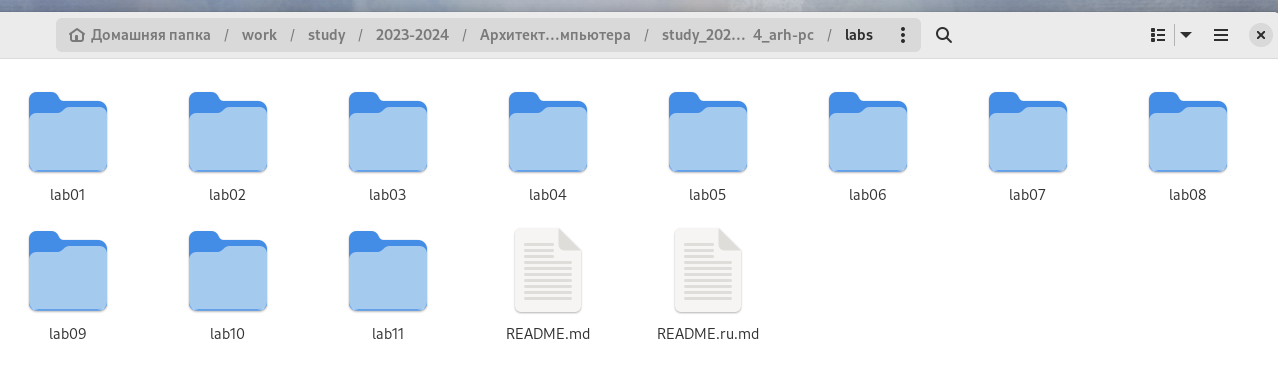 Домашняя папка / work / study / 2023-2024 / Архитект…мпьютера / study_202… 4_arh-pc / labs
lab01 lab02 lab03 lab04 lab05 lab06 lab07 lab08
lab09 lab10 lab11 README.md README.ru.md